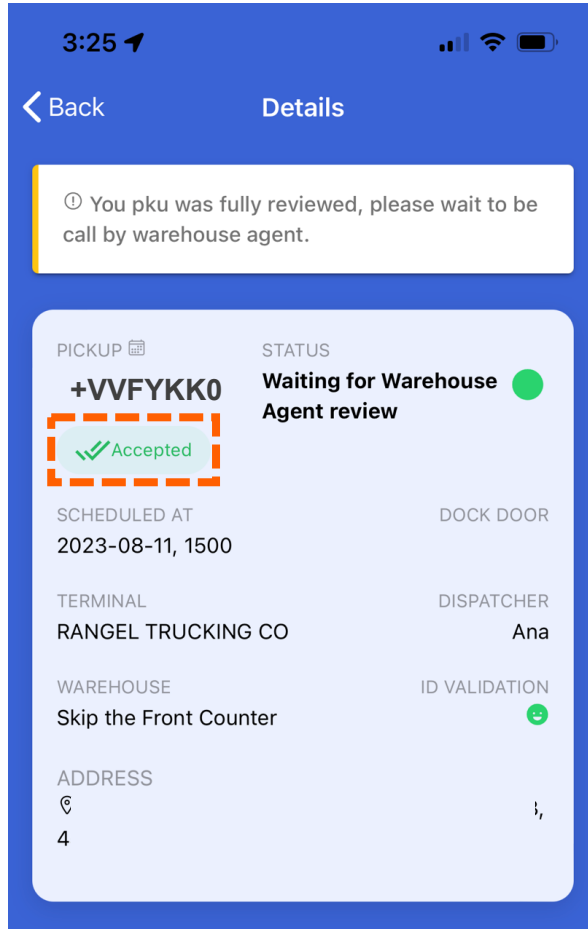 3:25
Back
Details
You pku was fully reviewed, please wait to be
call by warehouse agent.
PICKUP
STATUS
+VVFYKK0
Waiting for Warehouse
Agent review
Accepted
SCHEDULED AT
DOCK DOOR
2023-08-11, 1500
TERMINAL
DISPATCHER
RANGEL TRUCKING CO
Ana
WAREHOUSE
ID VALIDATION
Skip the Front Counter
ADDRESS
4